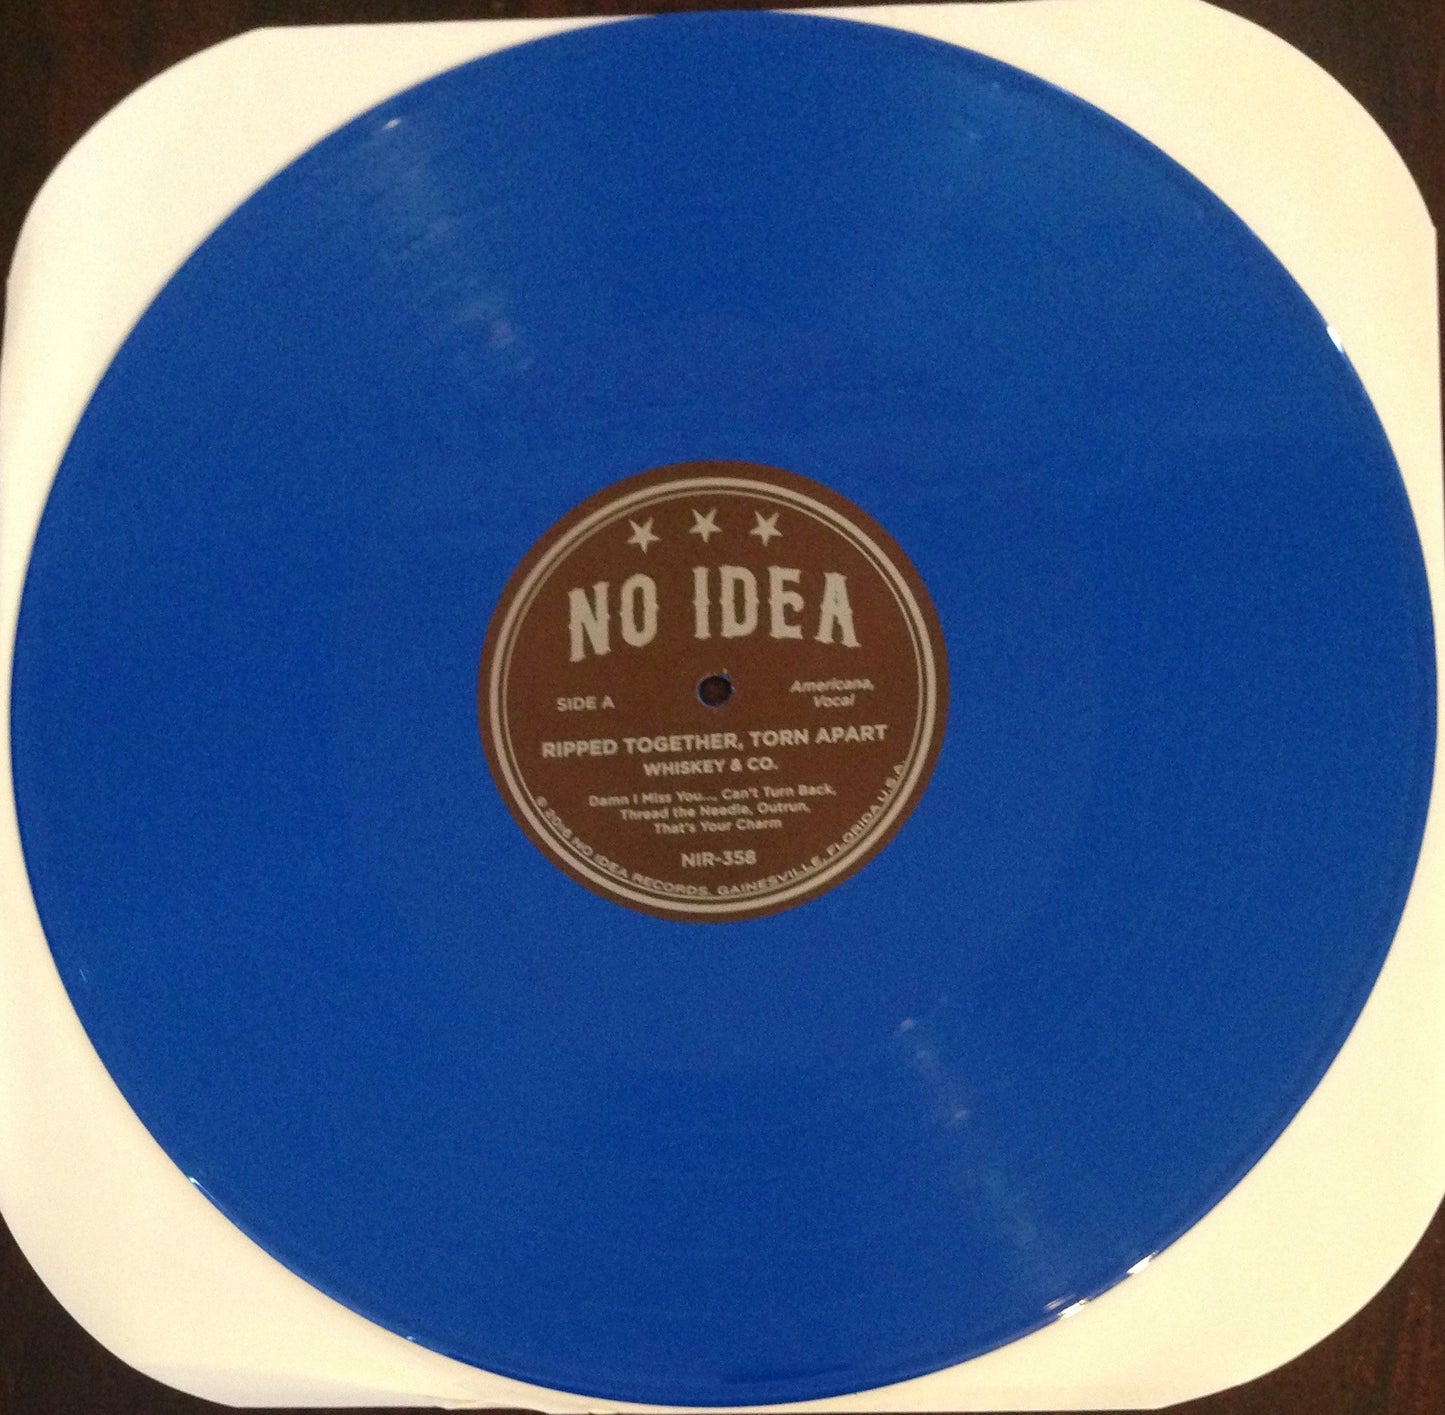 NO IDEA
SIDE A
Americana,
Vocal
RIPPED TOGETHER, TORN APART
WHISKEY & CO.
Damn I Miss You..., Can't Turn Back,
Thread the Needle, Outrun,
That's Your Charm
NIR-358
NO IDEA RECORDS, GAINESVILLE, FLORIDA U.S.A.